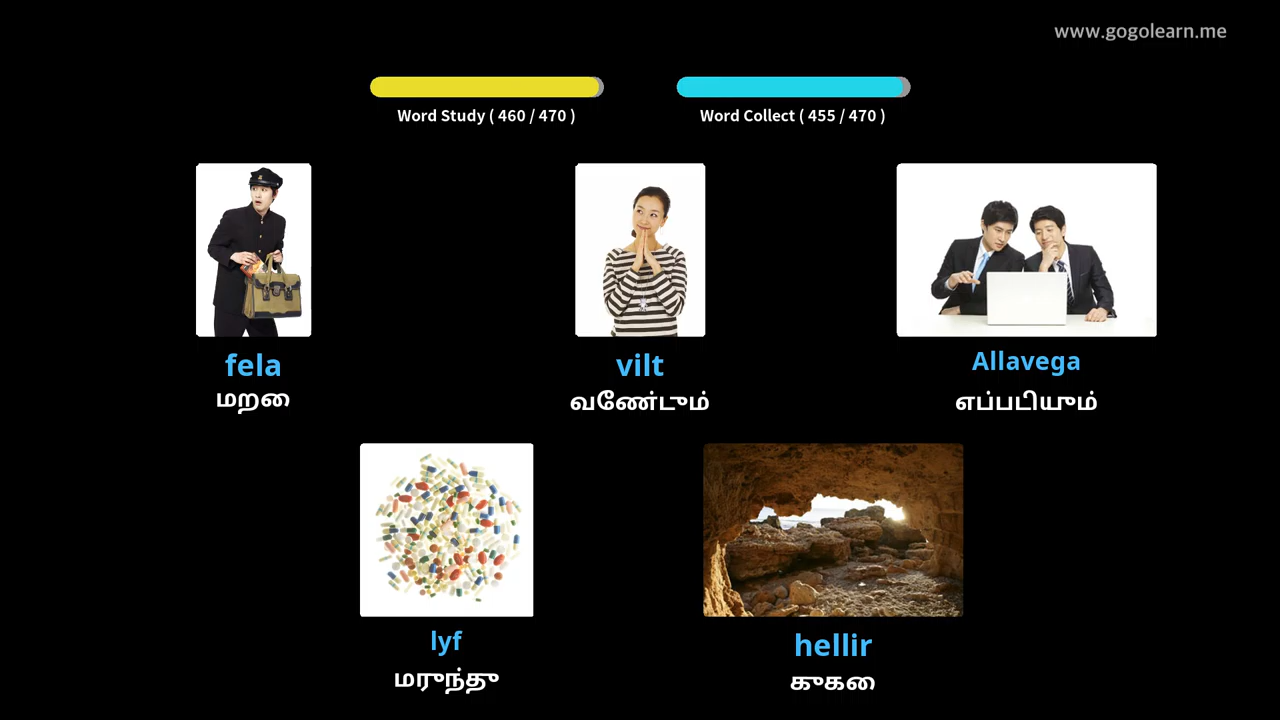 www.gogolearn.me
Word Study ( 460 / 470 )
Word Collect ( 455 / 470 )
fela
மறை
vilt
வேண்டும்
Allavega
எப்படியும்
lyf
மருந்து
hellir
குகை